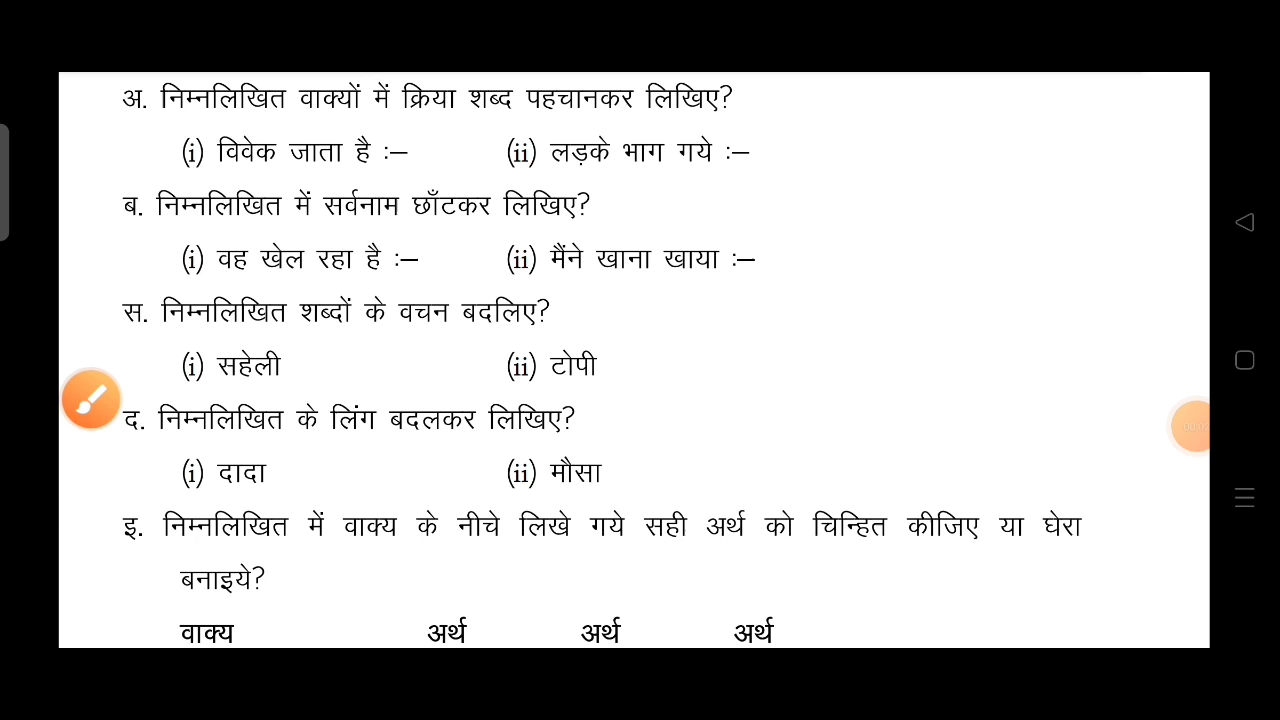 अ. निम्नलिखित वाक्यों में क्रिया शब्द पहचानकर लिखिए?
(i) विवेक जाता है :– (ii) लड़के भाग गये :–
ब. निम्नलिखित में सर्वनाम छाँटकर लिखिए?
(i) वह खेल रहा है :– (ii) मैंने खाना खाया :–
स. निम्नलिखित शब्दों के वचन बदलिए?
(i) सहेली (ii) टोपी
द. निम्नलिखित के लिंग बदलकर लिखिए?
(i) दादा (ii) मौसा
इ. निम्नलिखित में वाक्य के नीचे लिखे गये सही अर्थ को चिन्हित कीजिए या घेरा
बनाइये?
वाक्य अर्थ अर्थ अर्थ